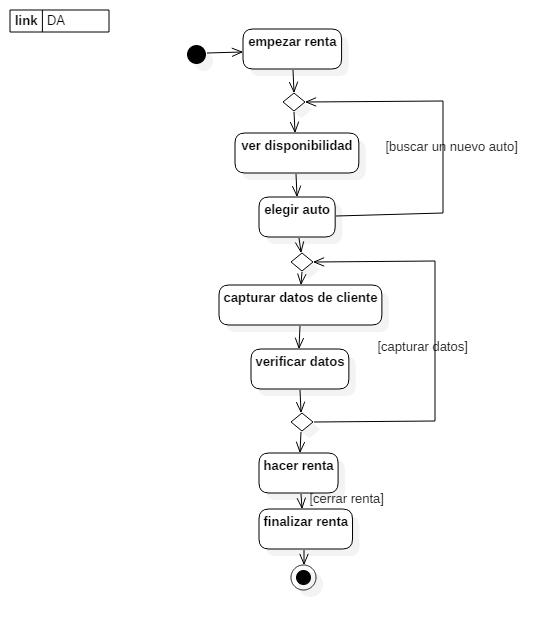 link DA
empezar renta
ver disponibilidad
[buscar un nuevo auto]
elegir auto
capturar datos de cliente
[capturar datos]
verificar datos
hacer renta
[cerrar renta]
finalizar renta